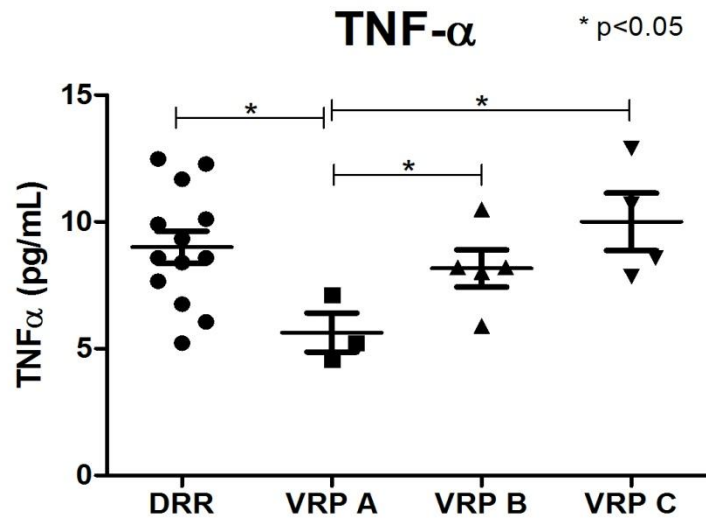 TNF-α
* p<0.05
15
10
5
0
TNFα (pg/mL)
*
*
*
DRR
VRP A
VRP B
VRP C